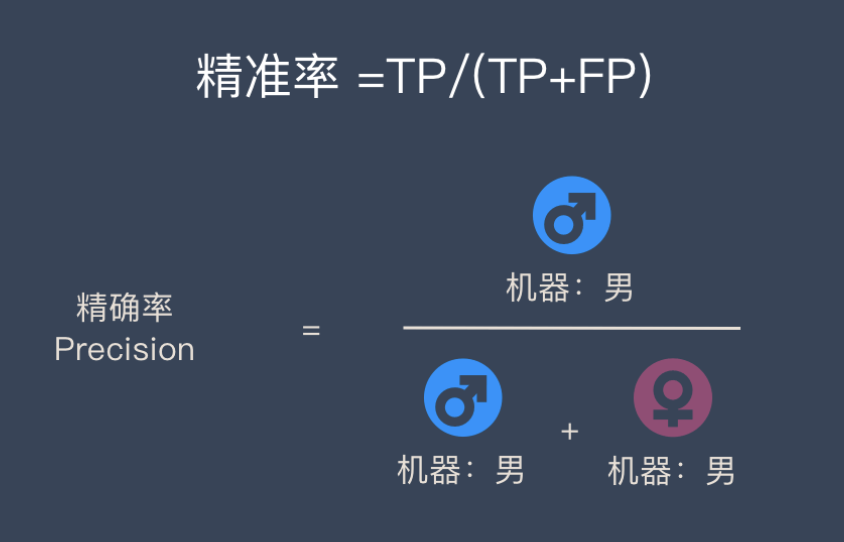 精准率 =TP/(TP+FP)
机器：男
精确率
Precision
=
机器：男
+
机器：男